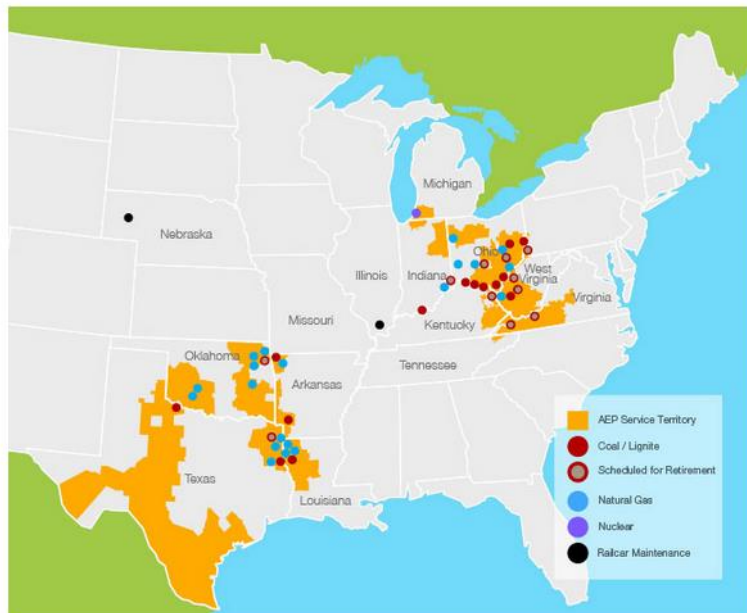 Michigan
Nebraska
Ohio
Illinois
Indiana
West
Virginia
Virginia
Missouri
Kentucky
Oklahoma
Tennessee
Arkansas
Texas
Louisiana
AEP Service Territory
Coal / Lignite
Scheduled for Retirement
Natural Gas
Nuclear
Railcar Maintenance